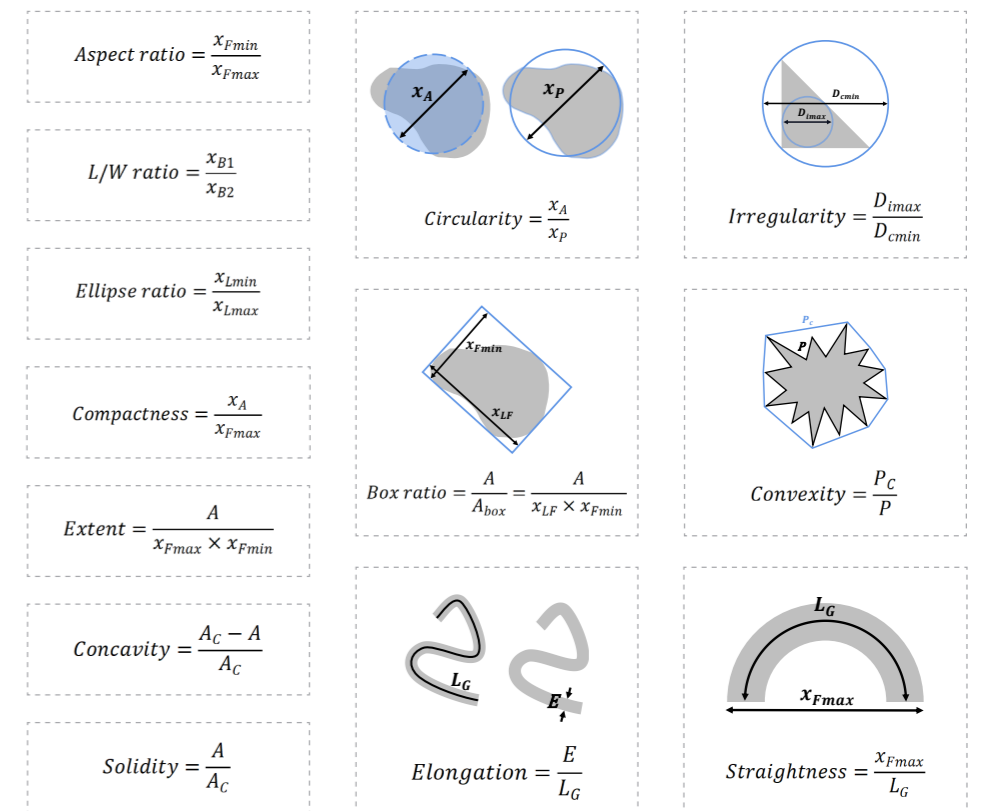 Aspect ratio = x_Fmin / x_Fmax
L/W ratio = x_B1 / x_B2
Ellipse ratio = x_Lmin / x_Lmax
Compactness = x_A / x_Fmax
Extent = A / x_Fmax × x_Fmin
Concavity = A_C − A / A_C
Solidity = A / A_C
x_A
x_P
Circularity = x_A / x_P
x_Fmin
x_LF
Box ratio = A / A_box = A / x_LF × x_Fmin
L_G
E
Elongation = E / L_G
D_cmin
D_imax
Irregularity = D_imax / D_cmin
P_c
P
Convexity = P_C / P
L_G
x_Fmax
Straightness = x_Fmax / L_G